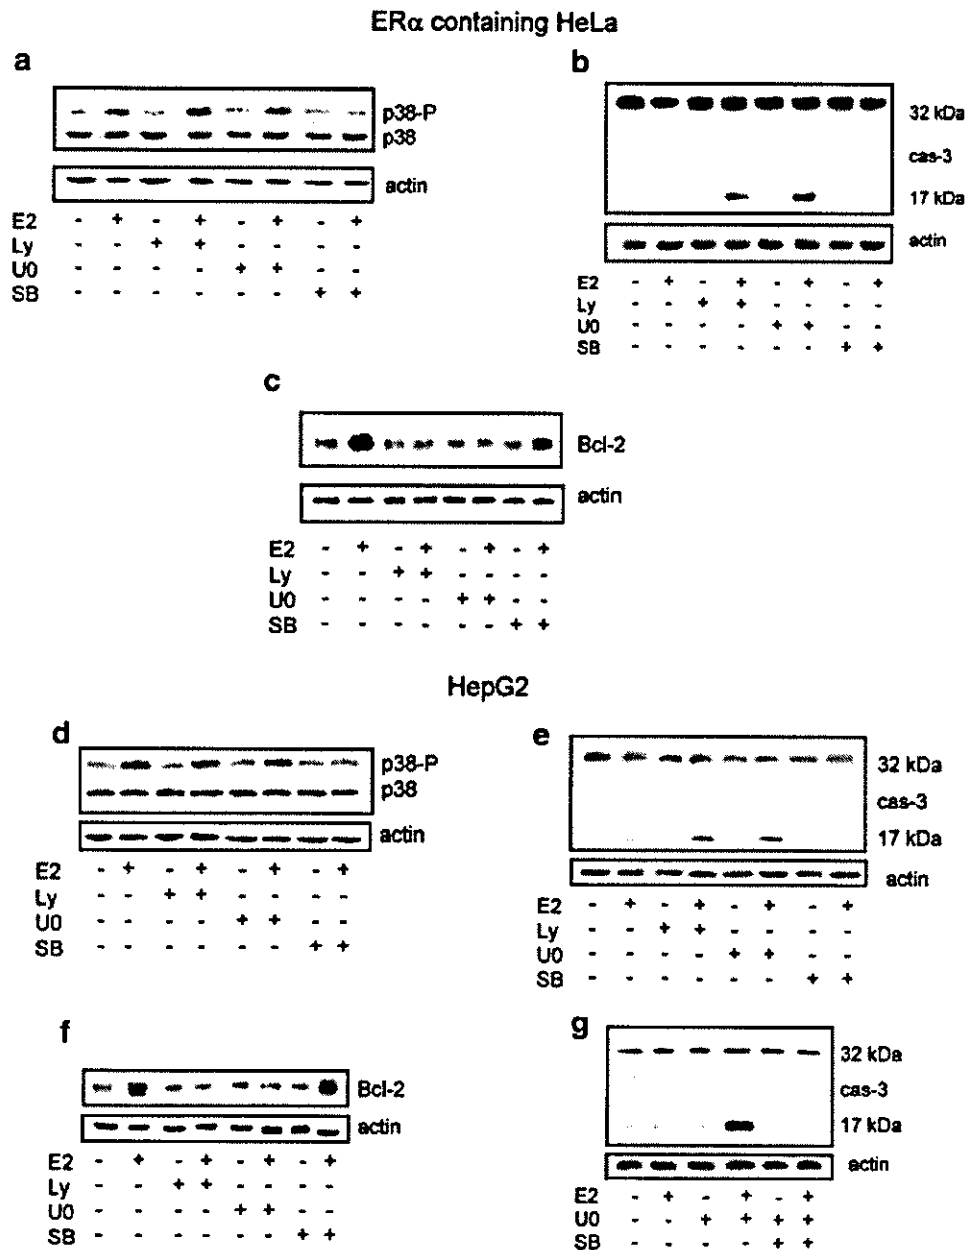 ERα containing HeLa
a
p38-P
p38
actin
E2 - + - + - + - +
Ly - - + + - - - -
U0 - - - - + + - -
SB - - - - - - + +
b
32 kDa
cas-3
17 kDa
actin
E2 - + - + - + - +
Ly - - + + - - - -
U0 - - - - + + - -
SB - - - - - - + +
c
Bcl-2
actin
E2 - + - + - + - +
Ly - - + + - - - -
U0 - - - - + + - -
SB - - - - - - + +
HepG2
d
p38-P
p38
actin
E2 - + - + - + - +
Ly - - + + - - - -
U0 - - - - + + - -
SB - - - - - - + +
e
32 kDa
cas-3
17 kDa
actin
E2 - + - + - + - +
Ly - - + + - - - -
U0 - - - - + + - -
SB - - - - - - + +
f
Bcl-2
actin
E2 - + - + - + - +
Ly - - + + - - - -
U0 - - - - + + - -
SB - - - - - - + +
g
32 kDa
cas-3
17 kDa
actin
E2 - + - + - +
U0 - - + + + +
SB - - - - + +